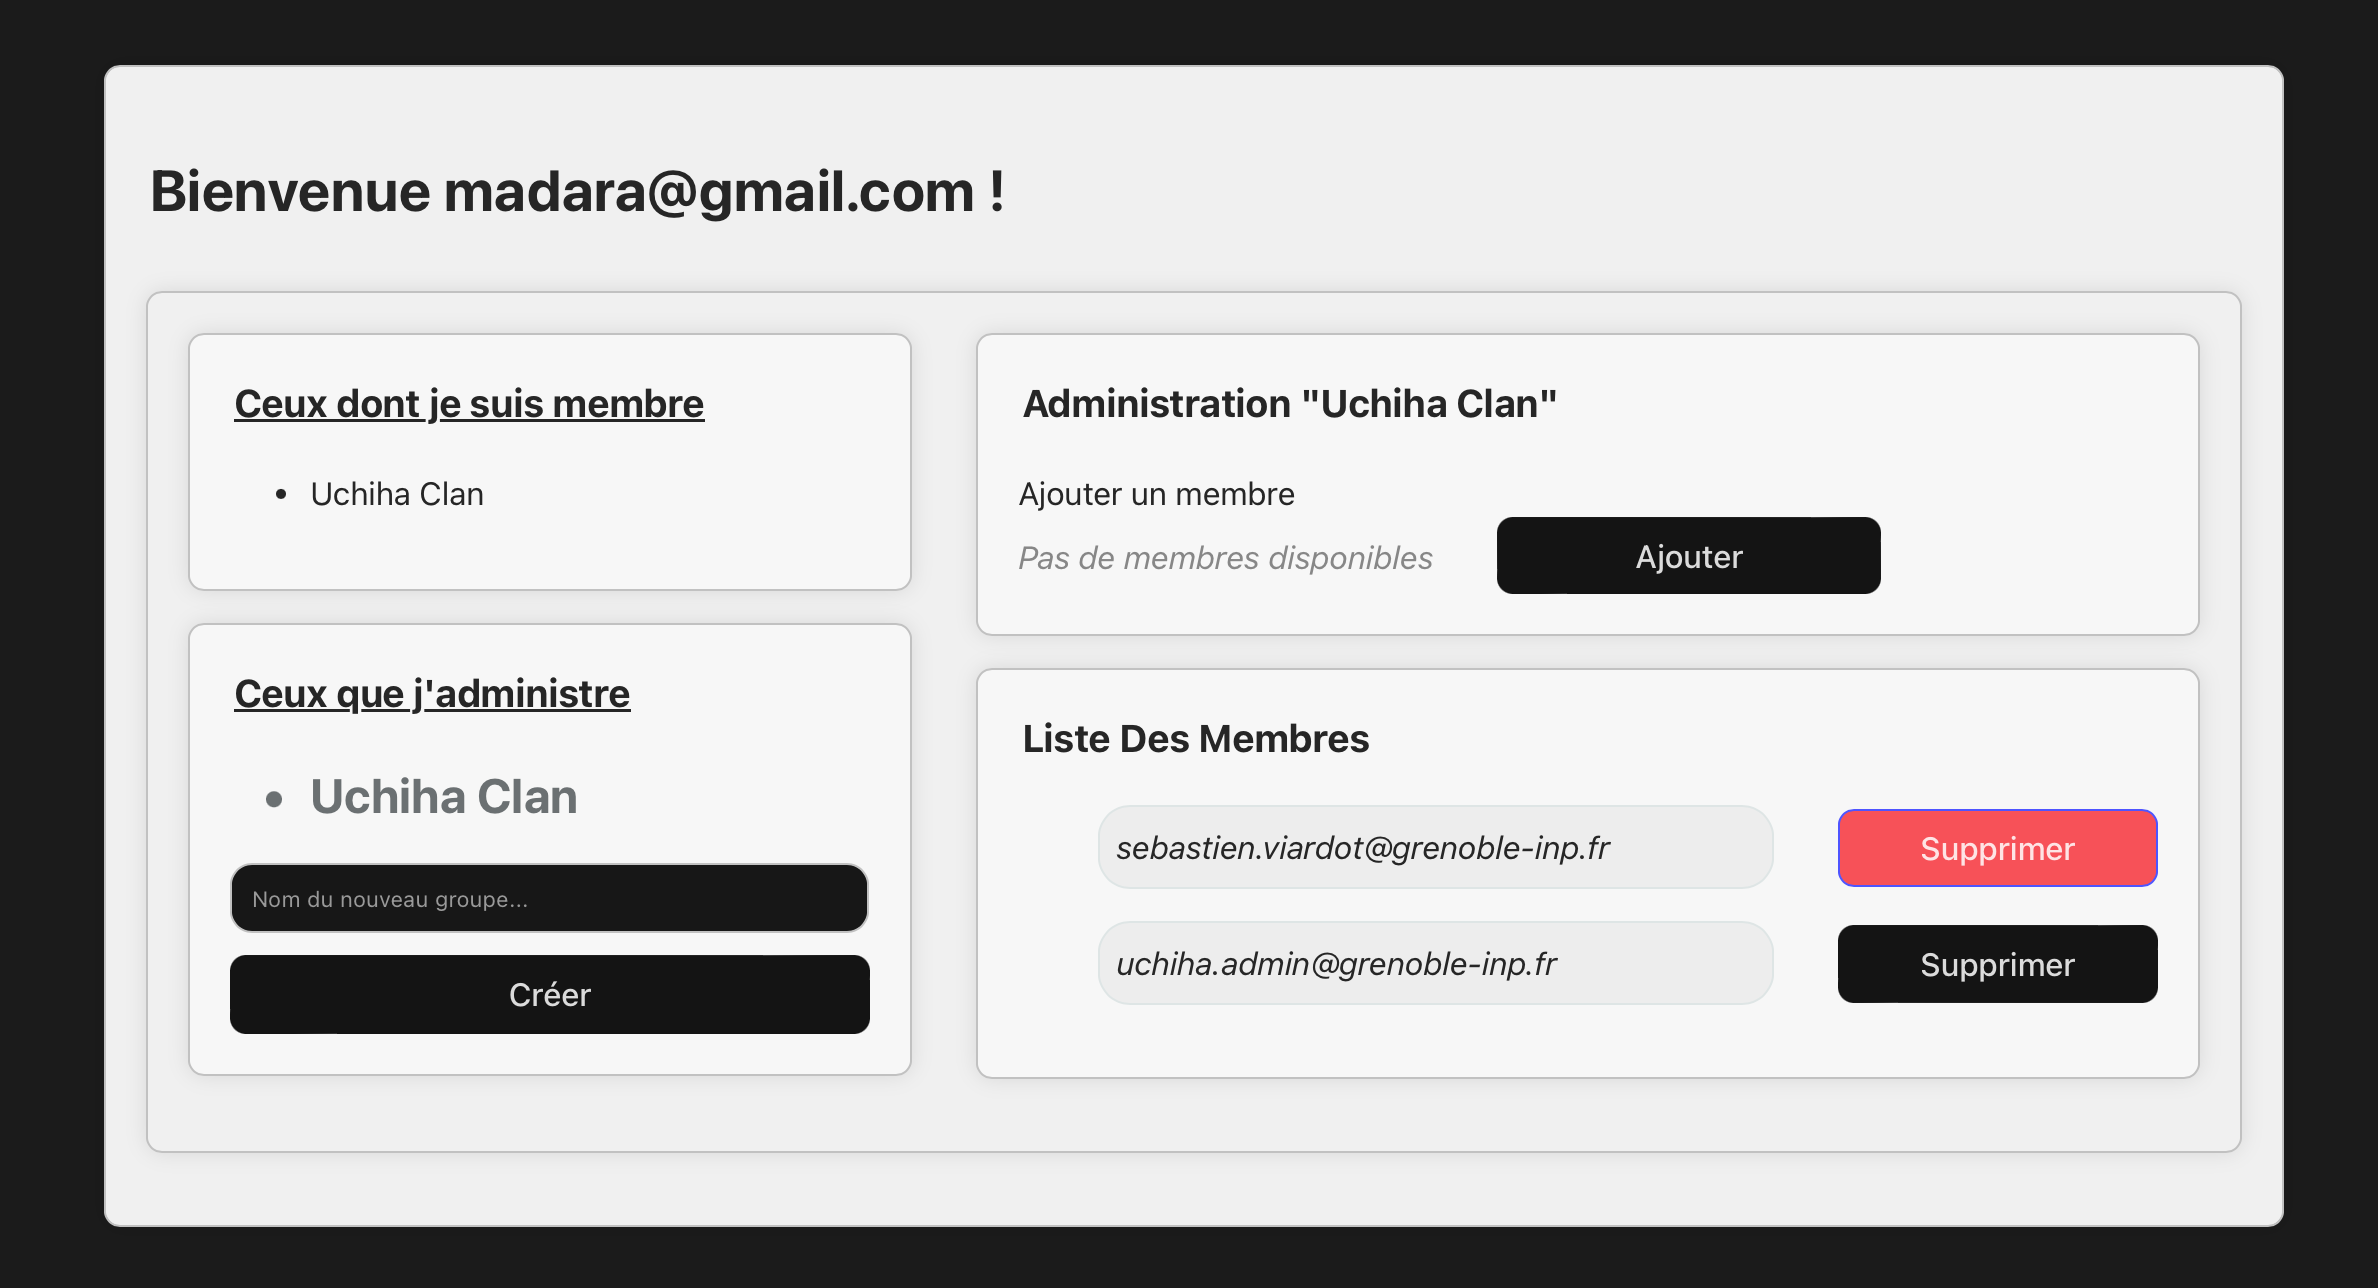 Bienvenue madara@gmail.com !
Ceux dont je suis membre
• Uchiha Clan
Ceux que j'administre
• Uchiha Clan
Nom du nouveau groupe...
Créer
Administration "Uchiha Clan"
Ajouter un membre
Pas de membres disponibles Ajouter
Liste Des Membres
sebastien.viardot@grenoble-inp.fr Supprimer
uchiha.admin@grenoble-inp.fr Supprimer